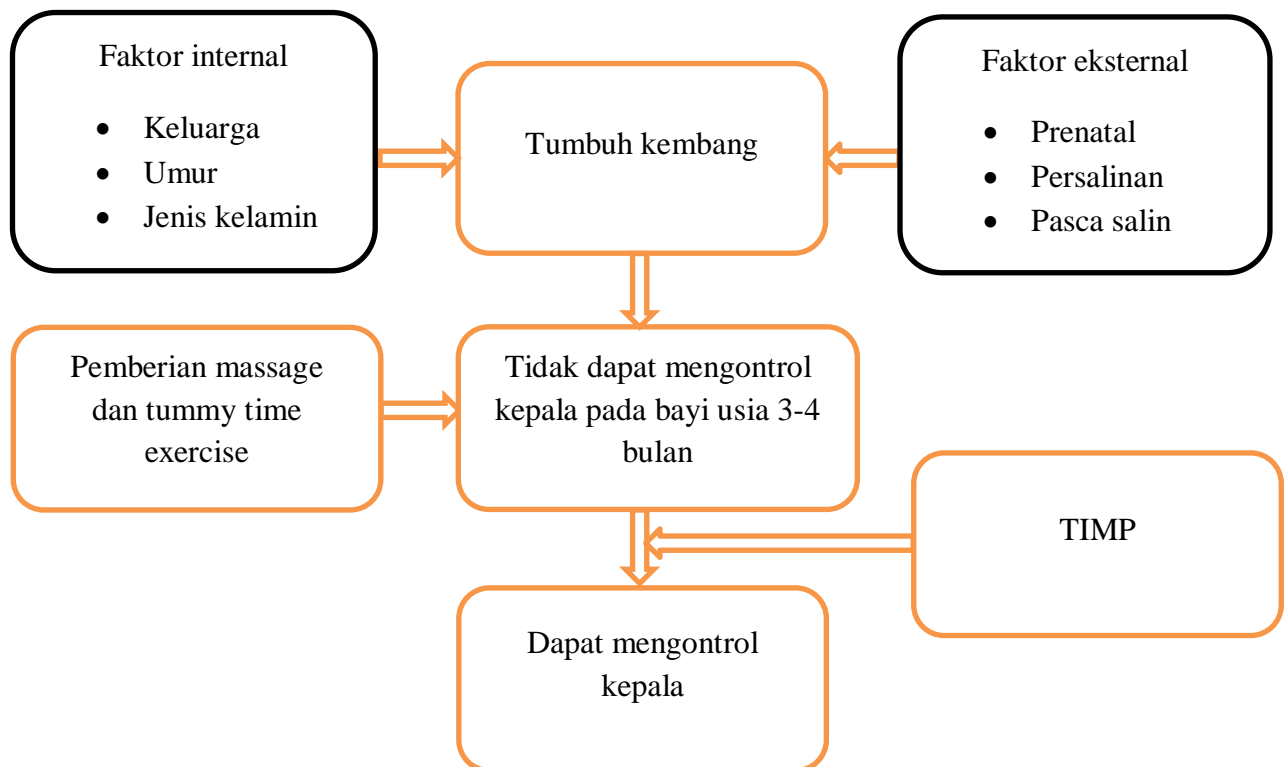 Faktor internal
• Keluarga
• Umur
• Jenis kelamin
Tumbuh kembang
Faktor eksternal
• Prenatal
• Persalinan
• Pasca salin
Pemberian massage
dan tummy time
exercise
Tidak dapat mengontrol
kepala pada bayi usia 3-4
bulan
TIMP
Dapat mengontrol
kepala